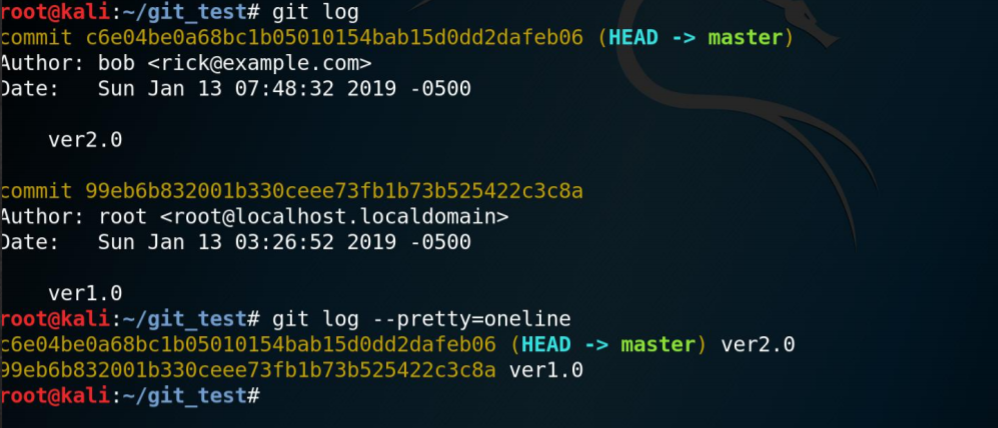 root@kali:~/git_test# git log
commit c6e04be0a68bc1b05010154bab15d0dd2dafeb06 (HEAD -> master)
Author: bob <rick@example.com>
Date:   Sun Jan 13 07:48:32 2019 -0500
ver2.0
commit 99eb6b832001b330ceee73fb1b73b525422c3c8a
Author: root <root@localhost.localdomain>
Date:   Sun Jan 13 03:26:52 2019 -0500
ver1.0
root@kali:~/git_test# git log --pretty=oneline
c6e04be0a68bc1b05010154bab15d0dd2dafeb06 (HEAD -> master) ver2.0
99eb6b832001b330ceee73fb1b73b525422c3c8a ver1.0
root@kali:~/git_test#